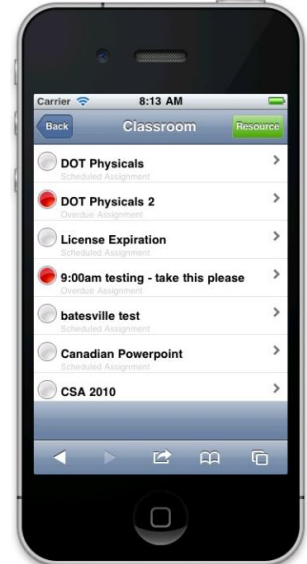 Carrier 8:13 AM
Back Classroom Resource
DOT Physicals
Scheduled Assignment
DOT Physicals 2
Overdue Assignment
License Expiration
Scheduled Assignment
9:00am testing - take this please
Overdue Assignment
batesville test
Scheduled Assignment
Canadian Powerpoint
Scheduled Assignment
CSA 2010